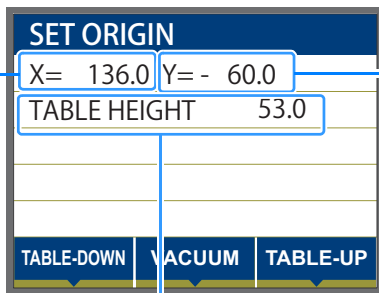 SET ORIGIN
X= 136.0 Y= - 60.0
TABLE HEIGHT 53.0
TABLE-DOWN VACUUM TABLE-UP